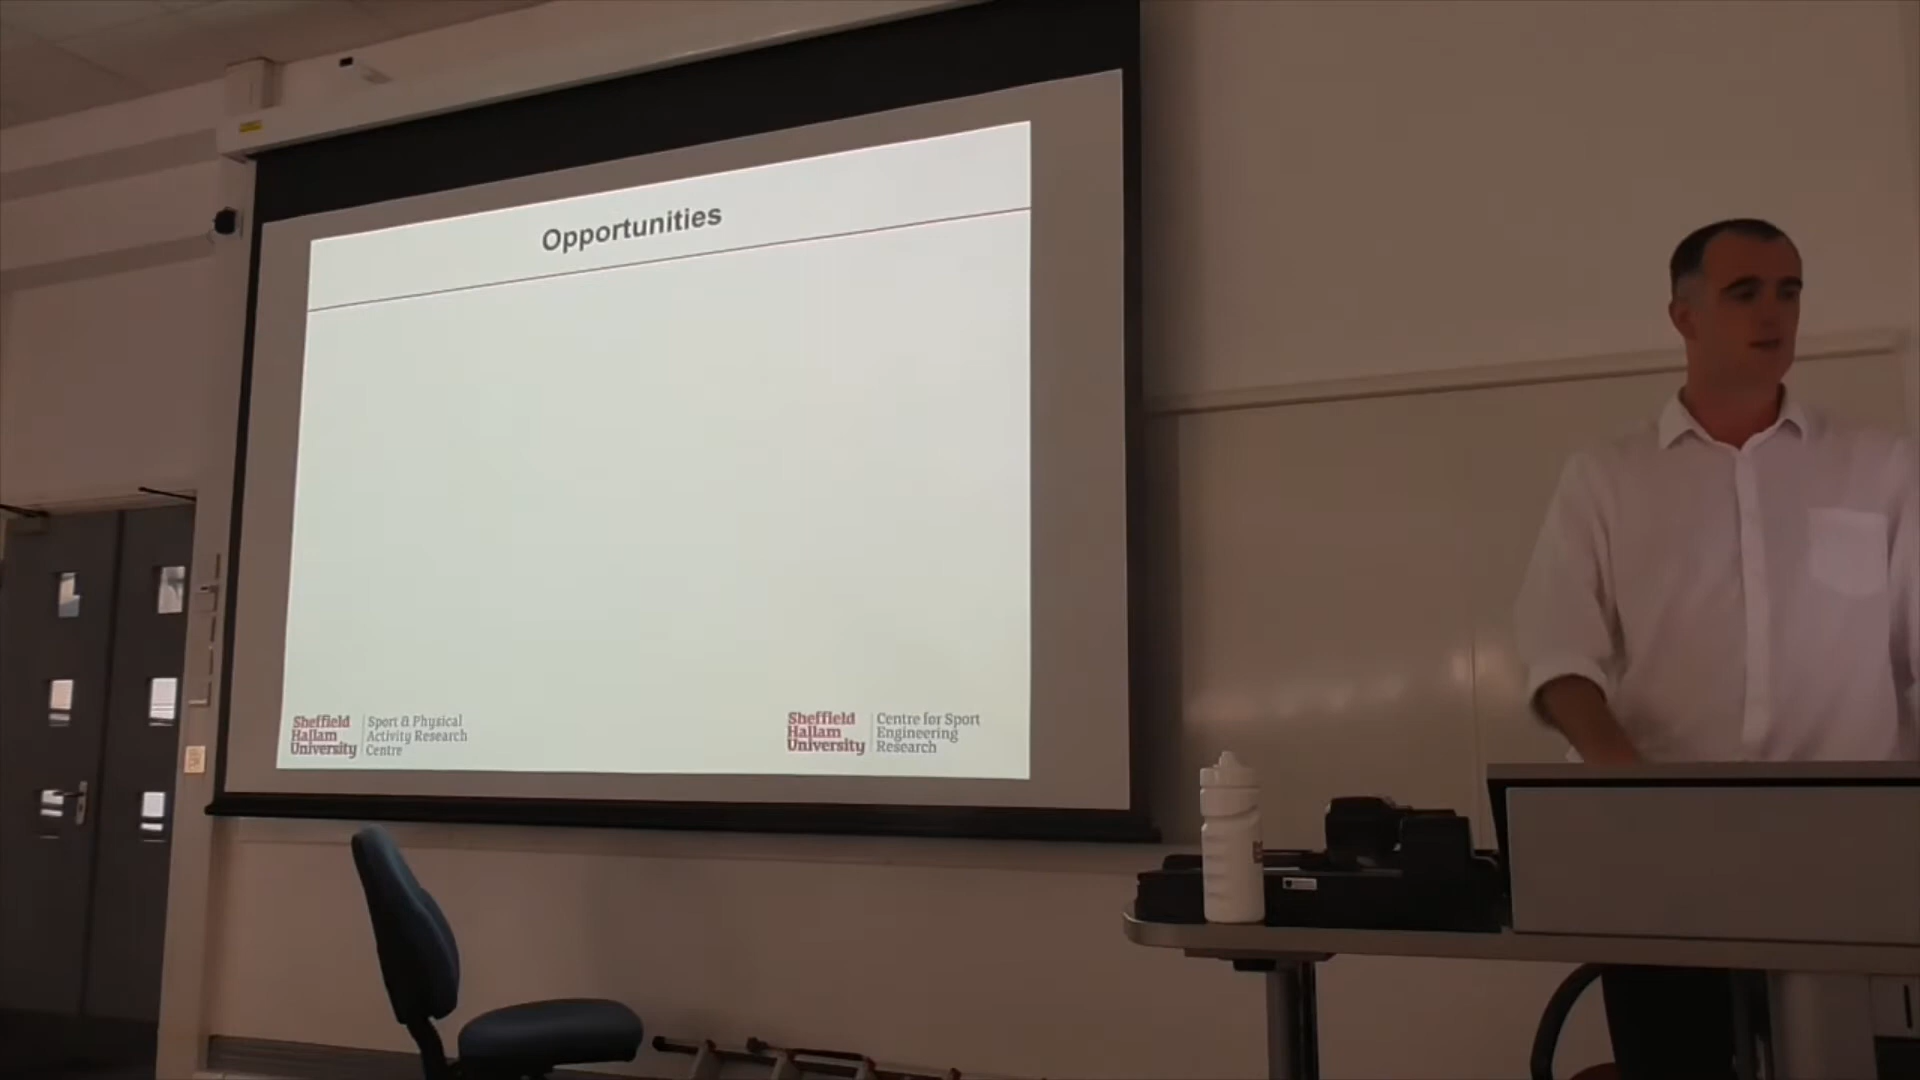 Opportunities
Sheffield
Hallam
University
Sport & Physical
Activity Research
Centre
Sheffield
Hallam
University
Centre for Sport
Engineering
Research